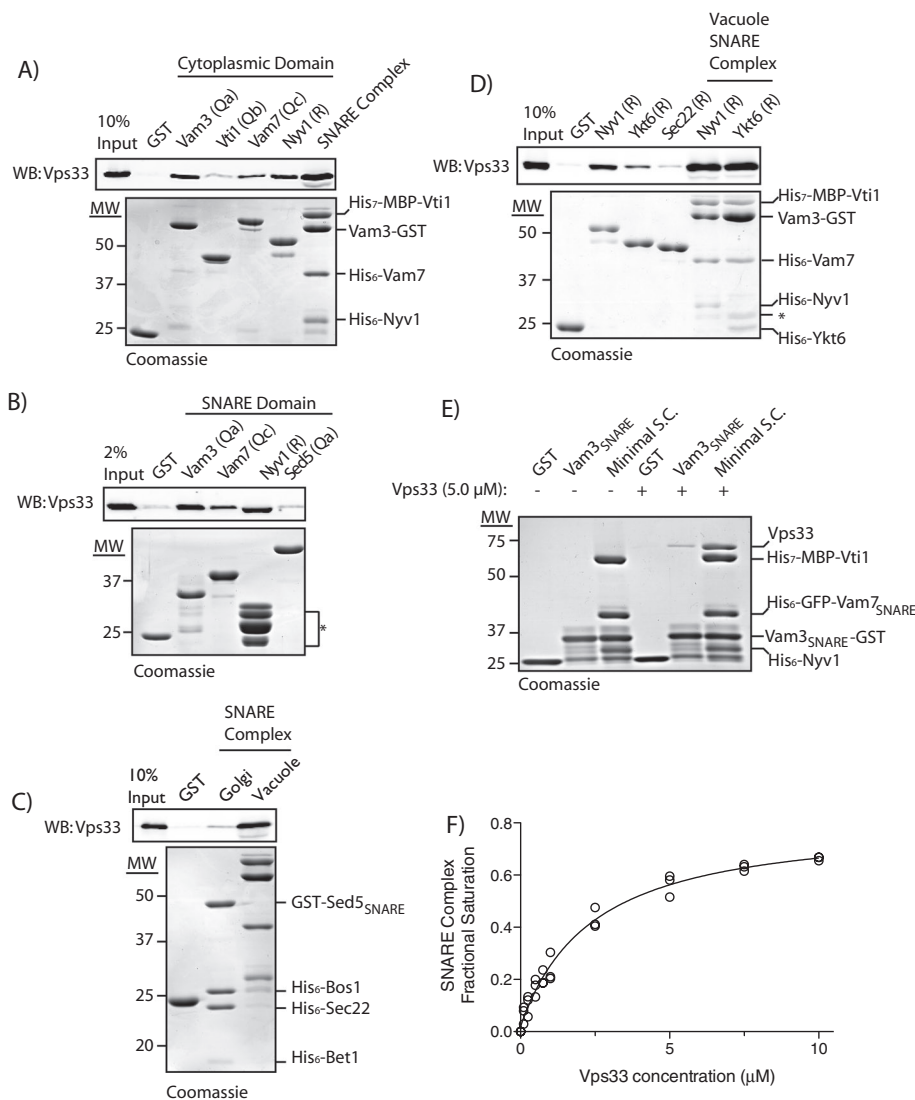 A)
Cytoplasmic Domain
10%
Input
GST
Vam3 (Qa)
Vti1 (Qb)
Vam7 (Qc)
Nyv1 (R)
SNARE Complex
WB: Vps33
MW
50
37
25
His7-MBP-Vti1
Vam3-GST
His6-Vam7
His6-Nyv1
Coomassie
B)
SNARE Domain
2%
Input
GST
Vam3 (Qa)
Vam7 (Qc)
Nyv1 (R)
Sed5 (Qa)
WB: Vps33
MW
37
25
*
Coomassie
C)
SNARE
Complex
10%
Input
GST
Golgi
Vacuole
WB: Vps33
MW
50
37
25
20
GST-Sed5SNARE
His6-Bos1
His6-Sec22
His6-Bet1
Coomassie
D)
Vacuole
SNARE
Complex
10%
Input
GST
Nyv1 (R)
Ykt6 (R)
Sec22 (R)
Nyv1 (R)
Ykt6 (R)
WB: Vps33
MW
50
37
25
His7-MBP-Vti1
Vam3-GST
His6-Vam7
His6-Nyv1
*
His6-Ykt6
Coomassie
E)
GST
Vam3SNARE
Minimal S.C.
GST
Vam3SNARE
Minimal S.C.
Vps33 (5.0 μM): - - - + + +
MW
75
50
37
25
Vps33
His7-MBP-Vti1
His6-GFP-Vam7SNARE
Vam3SNARE-GST
His6-Nyv1
Coomassie
F)
SNARE Complex
Fractional Saturation
0.8
0.6
0.4
0.2
0.0
0 5 10
Vps33 concentration (μM)